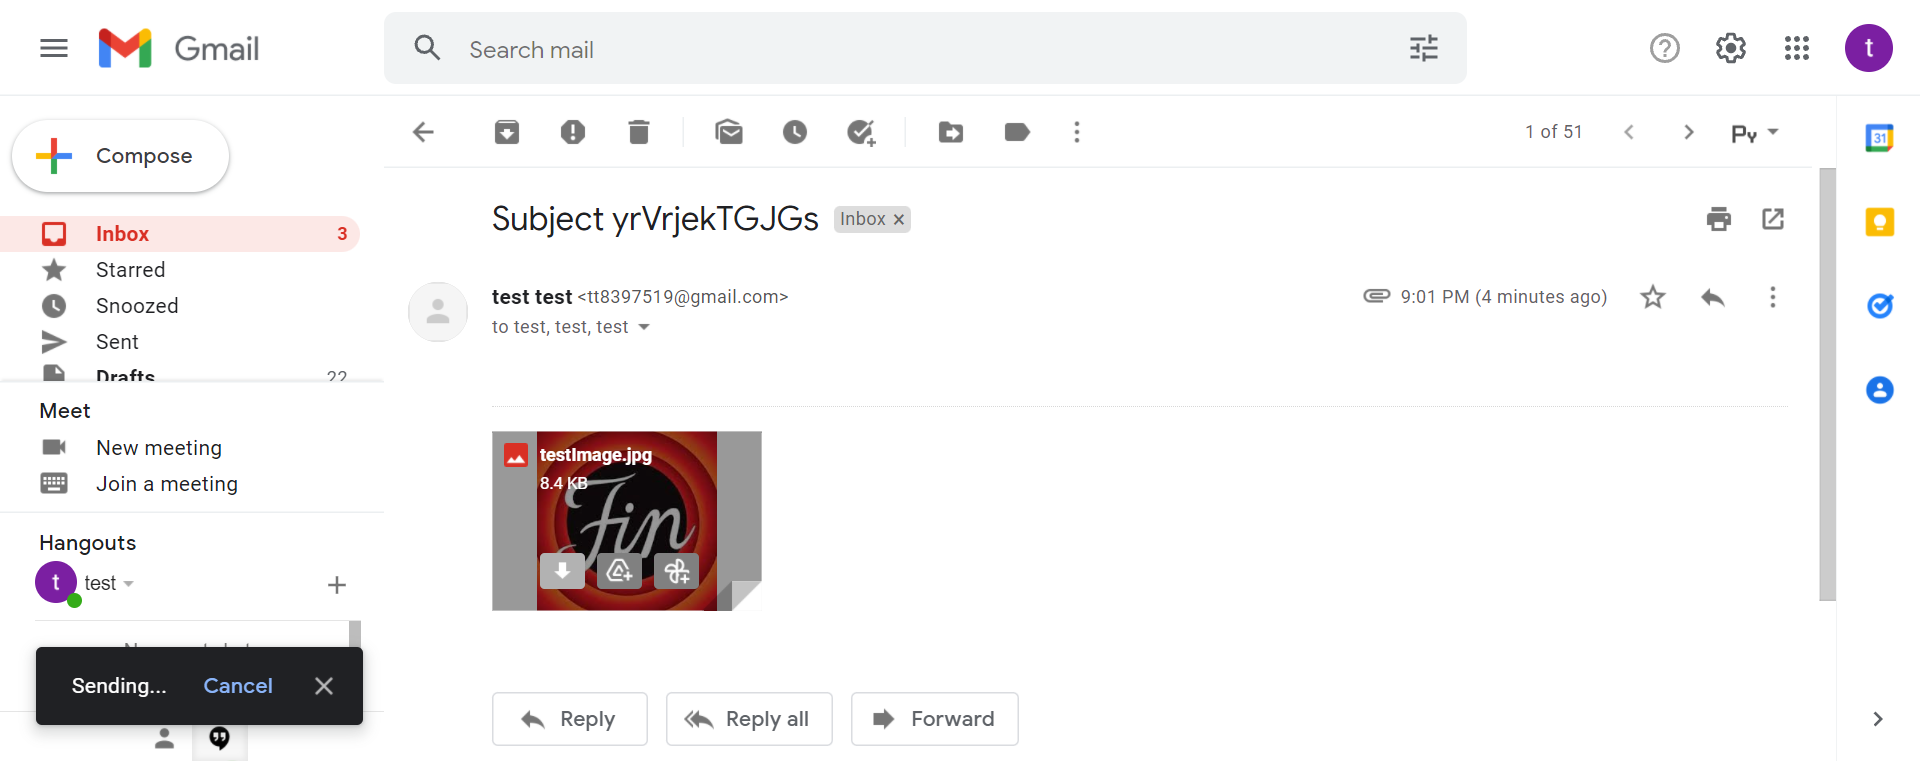 Gmail
Search mail
t
Compose
1 of 51
Inbox 3
Starred
Snoozed
Sent
Drafts 22
Meet
New meeting
Join a meeting
Hangouts
t test
Sending... Cancel
Subject yrVrjekTGJGs Inbox ×
test test <tt8397519@gmail.com> 9:01 PM (4 minutes ago)
to test, test, test
testImage.jpg
8.4 KB
Fin
Reply Reply all Forward
31